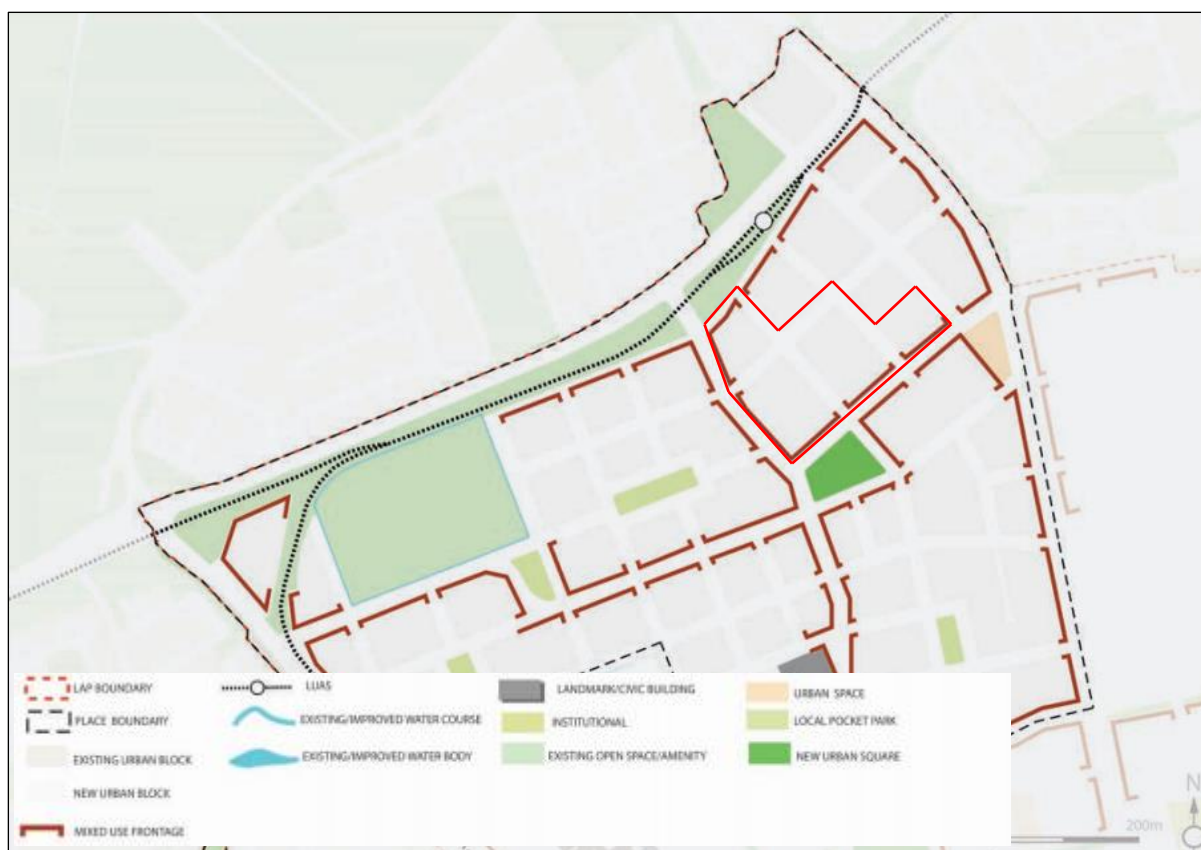 N
200m
LAP BOUNDARY
PLACE BOUNDARY
EXISTING URBAN BLOCK
NEW URBAN BLOCK
MIXED USE FRONTAGE
LUAS
EXISTING/IMPROVED WATER COURSE
EXISTING/IMPROVED WATER BODY
LANDMARK/CIVIC BUILDING
INSTITUTIONAL
EXISTING OPEN SPACE/AMENITY
URBAN SPACE
LOCAL POCKET PARK
NEW URBAN SQUARE